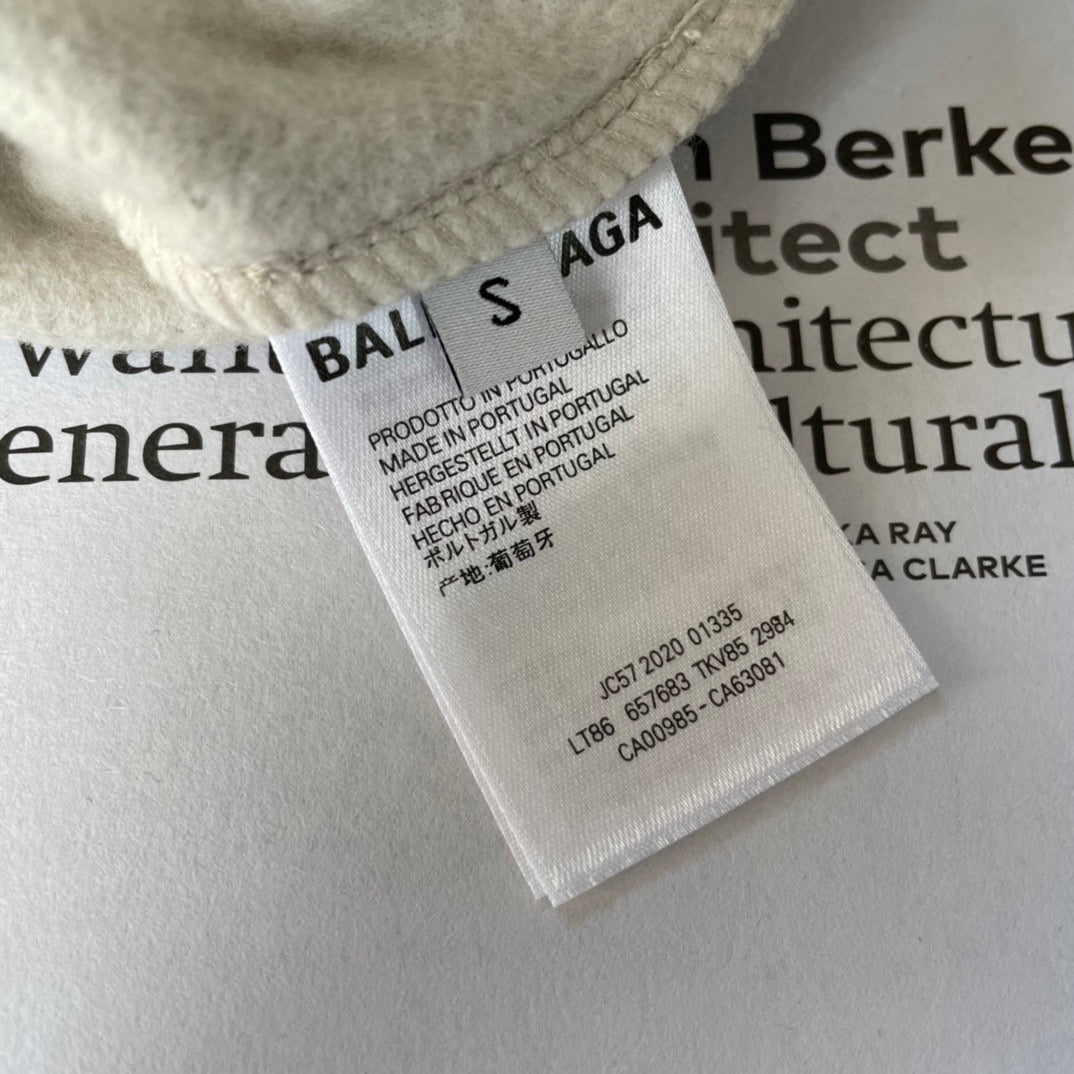 Berke
tect
itectu
enera
ltural
A RAY
A CLARKE
BAL AGA
S
PRODOTTO IN PORTOGALLO
MADE IN PORTUGAL
HERGESTELLT IN PORTUGAL
FABRIQUE EN PORTUGAL
HECHO EN PORTUGAL
ポルトガル製
产地:葡萄牙
JC57 2020 01335
LT86 657683 TKV85 2984
CA00985-CA63081